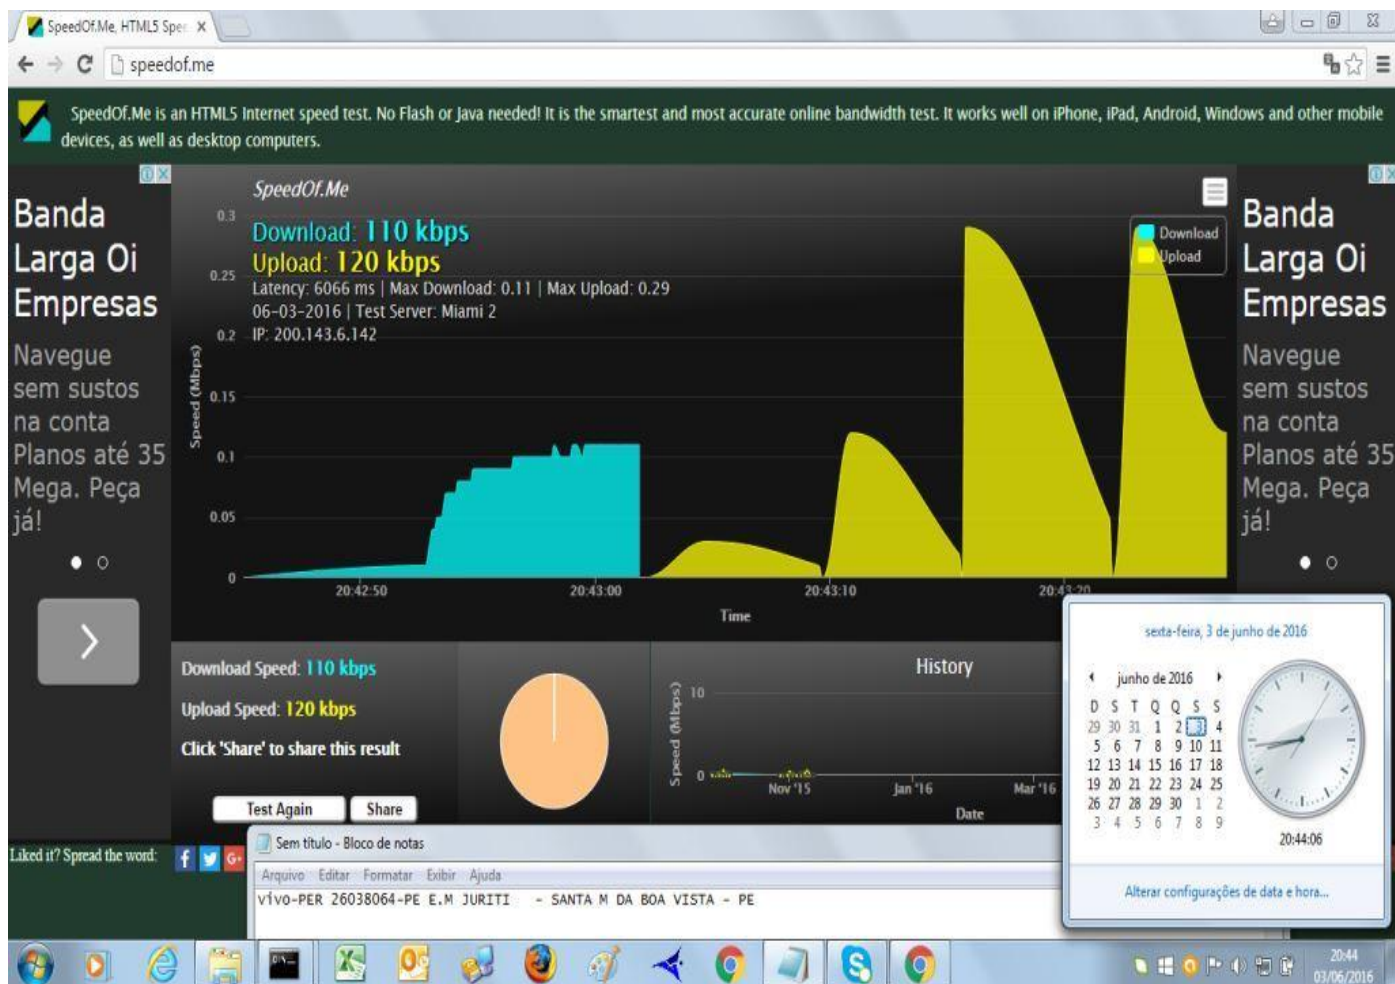 SpeedOf.Me, HTML5 Spee
speedof.me
SpeedOf.Me is an HTML5 Internet speed test. No Flash or Java needed! It is the smartest and most accurate online bandwidth test. It works well on iPhone, iPad, Android, Windows and other mobile
devices, as well as desktop computers.
Banda
Larga Oi
Empresas
Navegue
sem sustos
na conta
Planos até 35
Mega. Peça
já!
SpeedOf.Me
Download: 110 kbps
Upload: 120 kbps
Latency: 6066 ms | Max Download: 0.11 | Max Upload: 0.29
06-03-2016 | Test Server: Miami 2
IP: 200.143.6.142
Download
Upload
0.3
0.25
0.2
0.15
0.1
0.05
0
Speed (Mbps)
20:42:50 20:43:00 20:43:10 20:43:20
Time
Banda
Larga Oi
Empresas
Navegue
sem sustos
na conta
Planos até 35
Mega. Peça
já!
Download Speed: 110 kbps
Upload Speed: 120 kbps
Click 'Share' to share this result
Test Again Share
History
Speed (Mbps)
10
0
Nov '15 Jan '16 Mar '16
Date
sexta-feira, 3 de junho de 2016
junho de 2016
D S T Q Q S S
29 30 31 1 2 3 4
5 6 7 8 9 10 11
12 13 14 15 16 17 18
19 20 21 22 23 24 25
26 27 28 29 30 1 2
3 4 5 6 7 8 9
20:44:06
Alterar configurações de data e hora...
Liked it? Spread the word:
Sem título - Bloco de notas
Arquivo Editar Formatar Exibir Ajuda
vivo-PER 26038064-PE E.M JURITI - SANTA M DA BOA VISTA - PE
20:44
03/06/2016